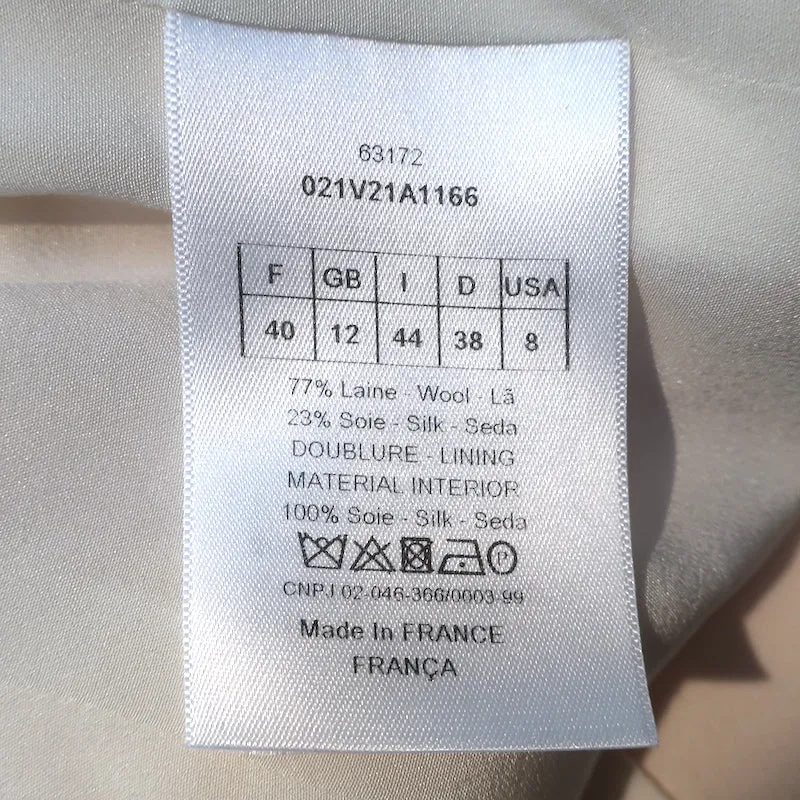 63172
021V21A1166
F GB I D USA
40 12 44 38 8
77% Laine - Wool - Lã
23% Soie - Silk - Seda
DOUBLURE - LINING
MATERIAL INTERIOR
100% Soie - Silk - Seda
P
CNPJ 02-046-366/0003-99
Made In FRANCE
FRANÇA